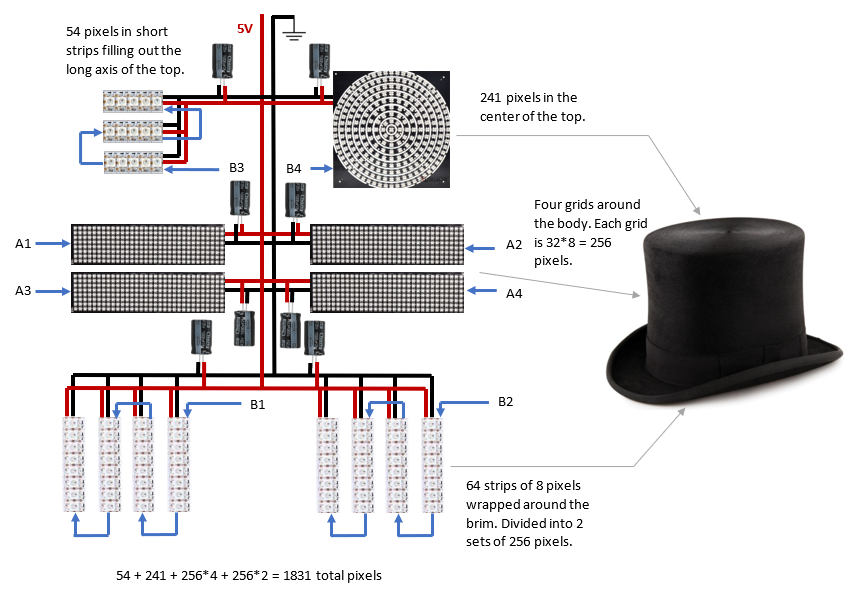 5V
54 pixels in short
strips filling out the
long axis of the top.
241 pixels in the
center of the top.
B3
B4
Four grids around
the body. Each grid
is 32*8 = 256
pixels.
A1
A2
A3
A4
B1
B2
64 strips of 8 pixels
wrapped around the
brim. Divided into 2
sets of 256 pixels.
54 + 241 + 256*4 + 256*2 = 1831 total pixels